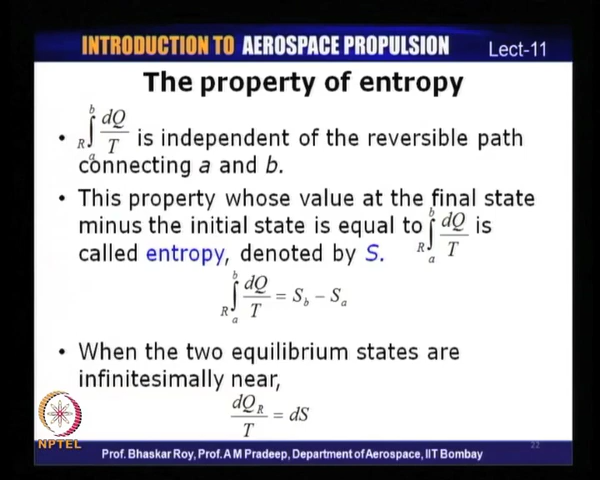 INTRODUCTION TO AEROSPACE PROPULSION Lect-11
The property of entropy
• R∫ₐᵇ dQ/T is independent of the reversible path
connecting a and b.
• This property whose value at the final state
minus the initial state is equal to R∫ₐᵇ dQ/T is
called entropy, denoted by S.
R∫ₐᵇ dQ/T = S_b – S_a
• When the two equilibrium states are
infinitesimally near,
dQ_R/T = dS
NPTEL
22
Prof. Bhaskar Roy, Prof. A M Pradeep, Department of Aerospace, IIT Bombay